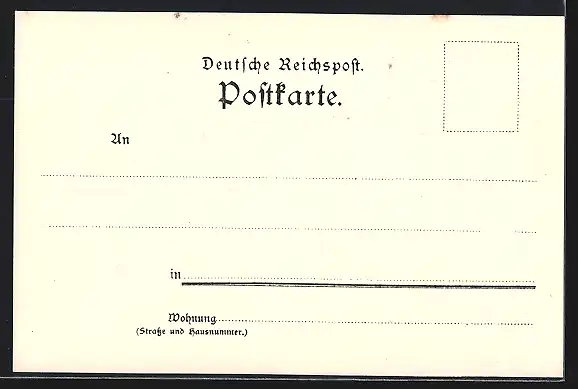 Deutſche Reichspoſt.
Poſtkarte.
An
in
Wohnung
(Straße und Hausnummer.)